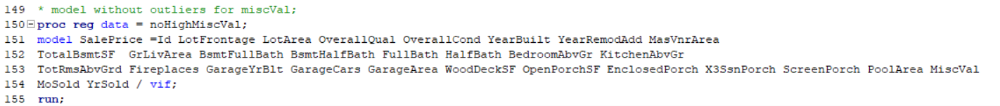 149 * model without outliers for miscVal;
150 proc reg data = noHighMiscVal;
151 model SalePrice =Id LotFrontage LotArea OverallQual OverallCond YearBuilt YearRemodAdd MasVnrArea
152 TotalBsmtSF  GrLivArea BsmtFullBath BsmtHalfBath FullBath HalfBath BedroomAbvGr KitchenAbvGr
153 TotRmsAbvGrd Fireplaces GarageYrBlt GarageCars GarageArea WoodDeckSF OpenPorchSF EnclosedPorch X3SsnPorch ScreenPorch PoolArea MiscVal
154 MoSold YrSold / vif;
155 run;